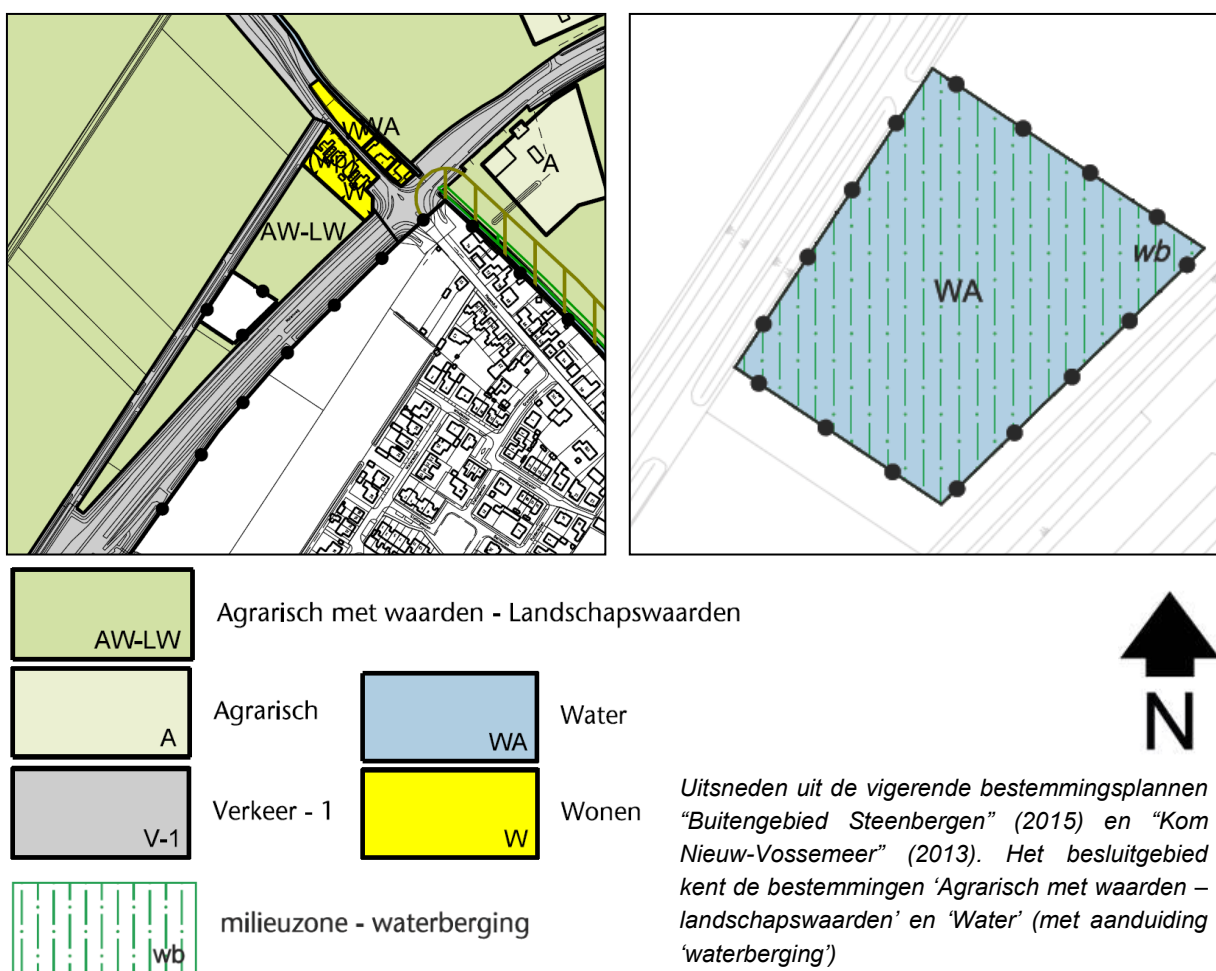 WA
W
A
AW-LW
wb
WA
AW-LW
Agrarisch met waarden - Landschapswaarden
A
Agrarisch
WA
Water
V-1
Verkeer - 1
W
Wonen
wb
milieuzone - waterberging
N
Uitsneden uit de vigerende bestemmingsplannen
“Buitengebied Steenbergen” (2015) en “Kom
Nieuw-Vossemeer” (2013). Het besluitgebied
kent de bestemmingen ‘Agrarisch met waarden –
landschapswaarden’ en ‘Water’ (met aanduiding
‘waterberging’)